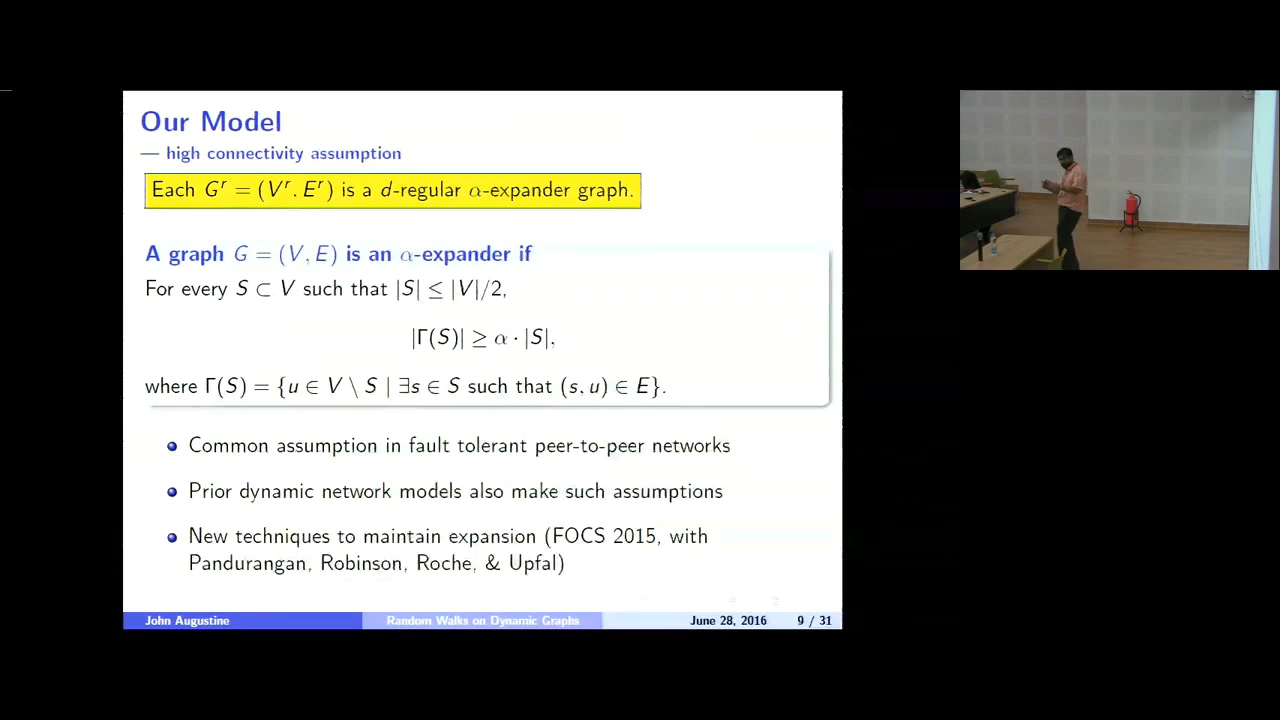 Our Model
— high connectivity assumption
Each Gʳ = (Vʳ, Eʳ) is a d-regular α-expander graph.
A graph G = (V, E) is an α-expander if
For every S ⊂ V such that |S| ≤ |V|/2,
|Γ(S)| ≥ α · |S|,
where Γ(S) = {u ∈ V \ S | ∃s ∈ S such that (s, u) ∈ E}.
Common assumption in fault tolerant peer-to-peer networks
Prior dynamic network models also make such assumptions
New techniques to maintain expansion (FOCS 2015, with
Pandurangan, Robinson, Roche, & Upfal)
John Augustine Random Walks on Dynamic Graphs June 28, 2016 9 / 31